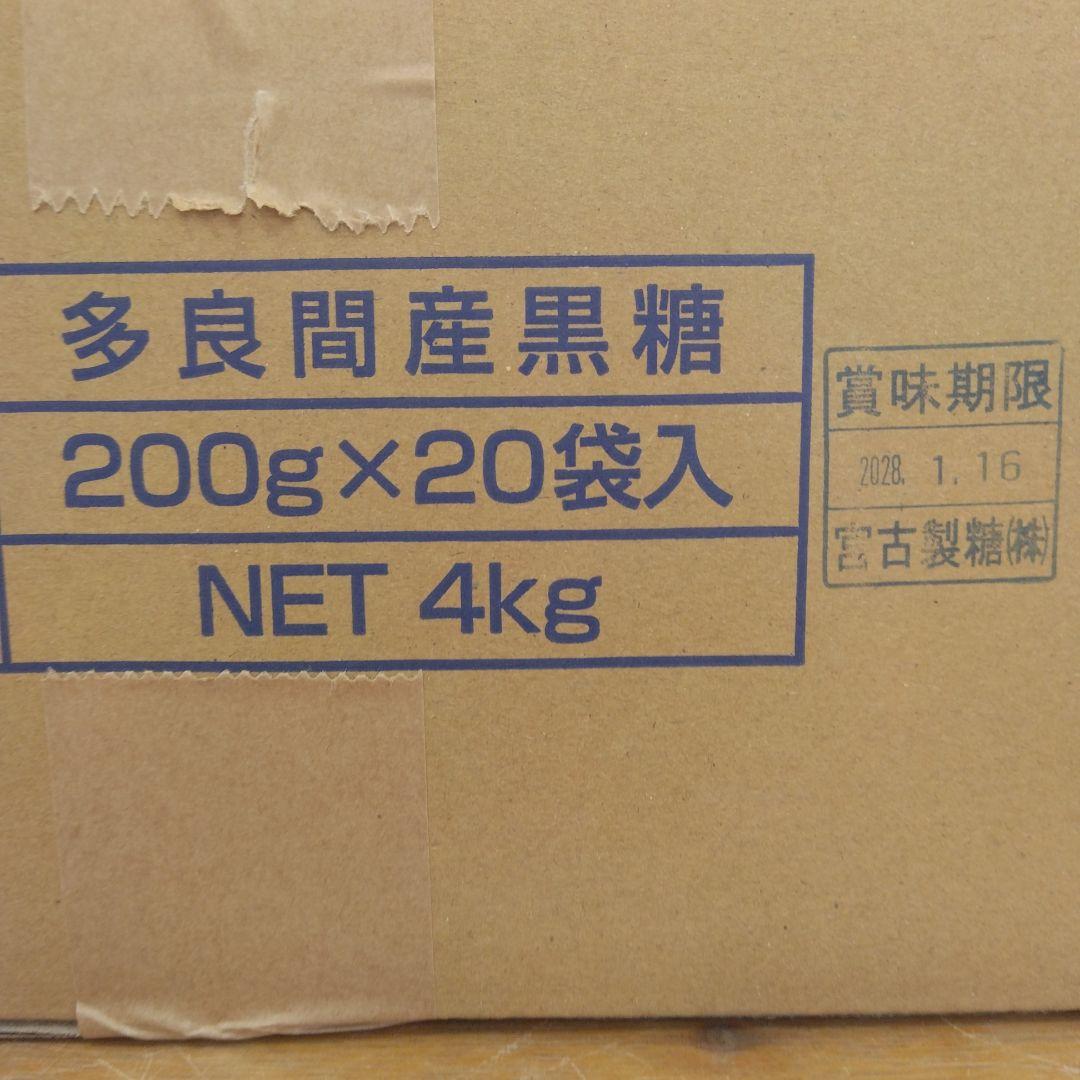 多良間産黒糖
200g×20袋入
NET 4kg
賞味期限
2028. 1. 16
宮古製糖㈱